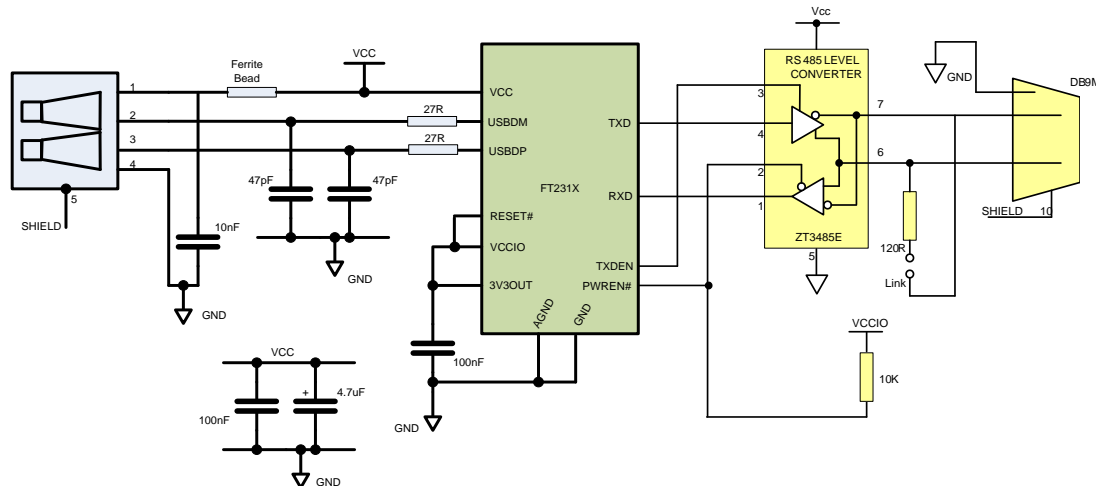 Vcc
VCC
Ferrite
Bead
RS485 LEVEL
CONVERTER
GND
DB9M
1
VCC
3
7
2
27R
USBDM
TXD
4
3
27R
USBDP
6
4
2
47pF
47pF
FT231X
RXD
1
5
SHIELD
10nF
RESET#
SHIELD
10
VCCIO
ZT3485E
120R
GND
TXDEN
5
3V3OUT
PWREN#
Link
GND
AGND
GND
VCCIO
VCC
100nF
10K
4.7uF
+
100nF
GND
GND